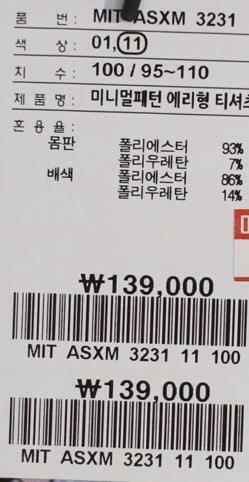 품 번 : MIT ASXM 3231
색 상 : 01, 11
치 수 : 100 / 95~110
제 품 명 : 미니멀패턴 에리형 티셔츠
혼 용 율 :
몸판 폴리에스터 93%
폴리우레탄 7%
배색 폴리에스터 86%
폴리우레탄 14%
₩139,000
MIT ASXM 3231 11 100
₩139,000
MIT ASXM 3231 11 100